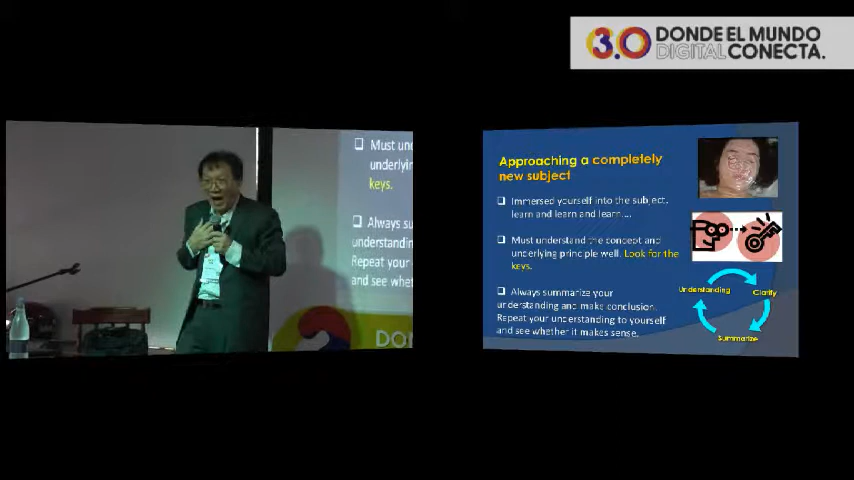 3.0 DONDE EL MUNDO
DIGITAL CONECTA.
Must und
underlyin
keys.
Always su
understandin
Repeat your
and see whet
DON
Approaching a completely
new subject
Immersed yourself into the subject.
learn and learn and learn....
Must understand the concept and
underlying principle well. Look for the
keys.
Always summarize your
understanding and make conclusion.
Repeat your understanding to yourself
and see whether it makes sense.
Understanding
Clarify
Summarize